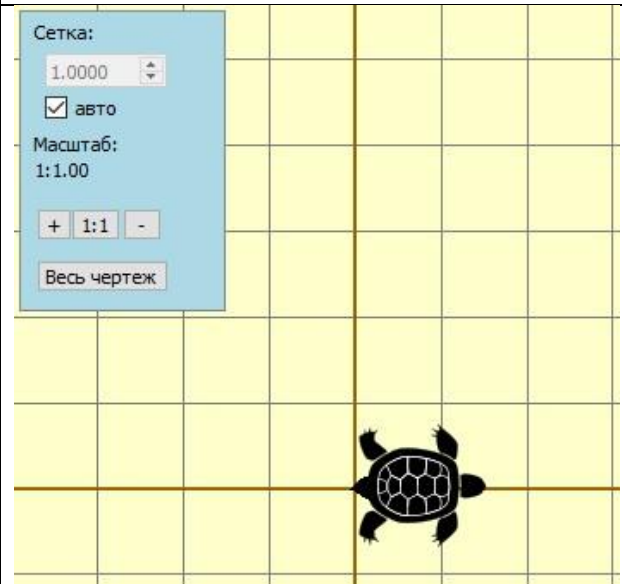 Сетка:
1.0000
авто
Масштаб:
1:1.00
+ 1:1 -
Весь чертеж